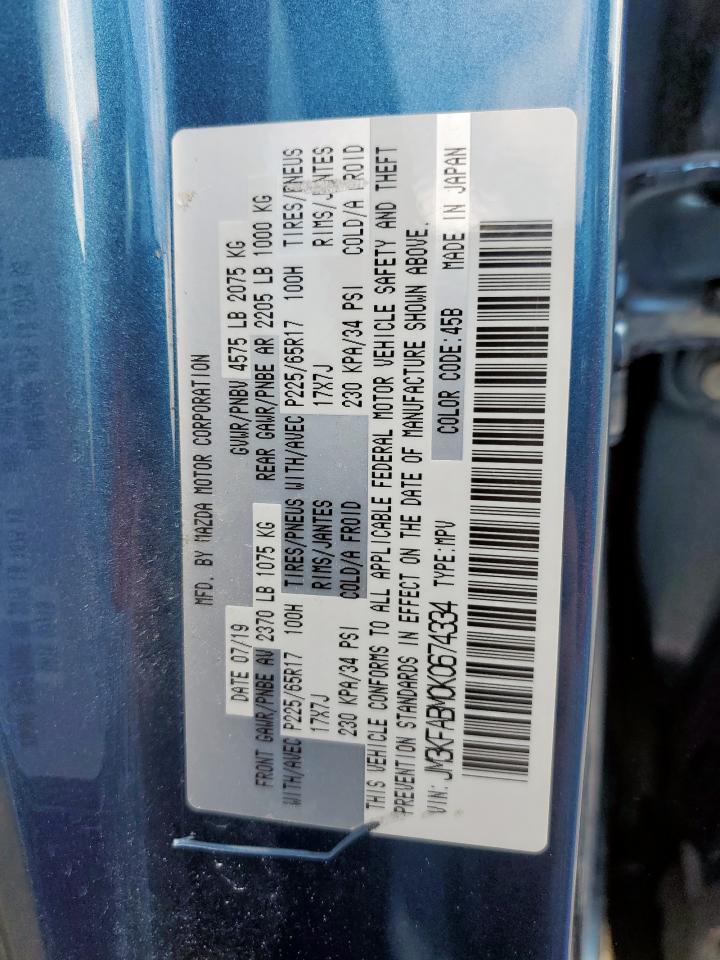 MFD. BY MAZDA MOTOR CORPORATION
DATE 07/19 GVWR/PNBV 4575 LB 2075 KG
FRONT GAWR/PNBE AV 2370 LB 1075 KG REAR GAWR/PNBE AR 2205 LB 1000 KG
WITH/AVEC P225/65R17 100H TIRES/PNEUS WITH/AVEC P225/65R17 100H TIRES/PNEUS
17X7J RIMS/JANTES 17X7J RIMS/JANTES
230 KPA/34 PSI COLD/A FROID 230 KPA/34 PSI COLD/A FROID
THIS VEHICLE CONFORMS TO ALL APPLICABLE FEDERAL MOTOR VEHICLE SAFETY AND THEFT
PREVENTION STANDARDS IN EFFECT ON THE DATE OF MANUFACTURE SHOWN ABOVE.
VIN: JM3KFABM0K0674334 TYPE:MPV COLOR CODE:45B MADE IN JAPAN